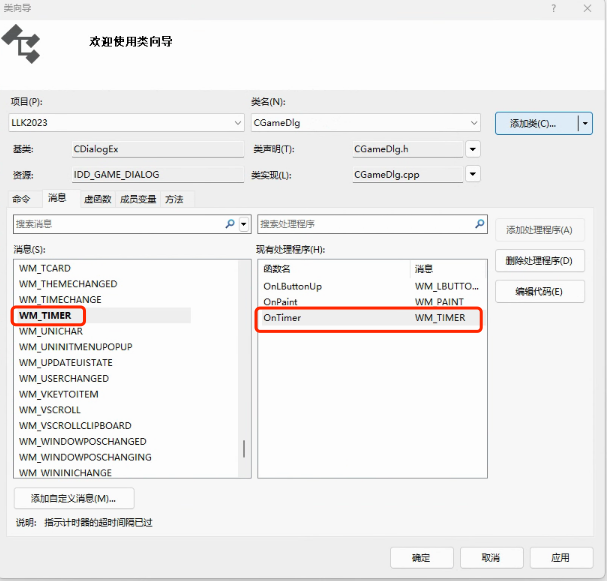 类向导
欢迎使用类向导
项目(P): 类名(N):
LLK2023 CGameDlg 添加类(C)...
基类: CDialogEx 类声明(T): CGameDlg.h
资源: IDD_GAME_DIALOG 类实现(L): CGameDlg.cpp
命令 消息 虚函数 成员变量 方法
搜索消息 搜索处理程序 添加处理程序(A)
消息(S): 现有处理程序(H):
WM_TCARD 函数名 消息 删除处理程序(D)
WM_THEMECHANGED OnLButtonUp WM_LBUTTO... 编辑代码(E)
WM_TIMECHANGE OnPaint WM_PAINT
WM_TIMER OnTimer WM_TIMER
WM_UNICHAR
WM_UNINITMENUPOPUP
WM_UPDATEUISTATE
WM_USERCHANGED
WM_VKEYTOITEM
WM_VSCROLL
WM_VSCROLLCLIPBOARD
WM_WINDOWPOSCHANGED
WM_WINDOWPOSCHANGING
WM_WININICHANGE
添加自定义消息(M)...
说明: 指示计时器的超时间隔已过
确定 取消 应用